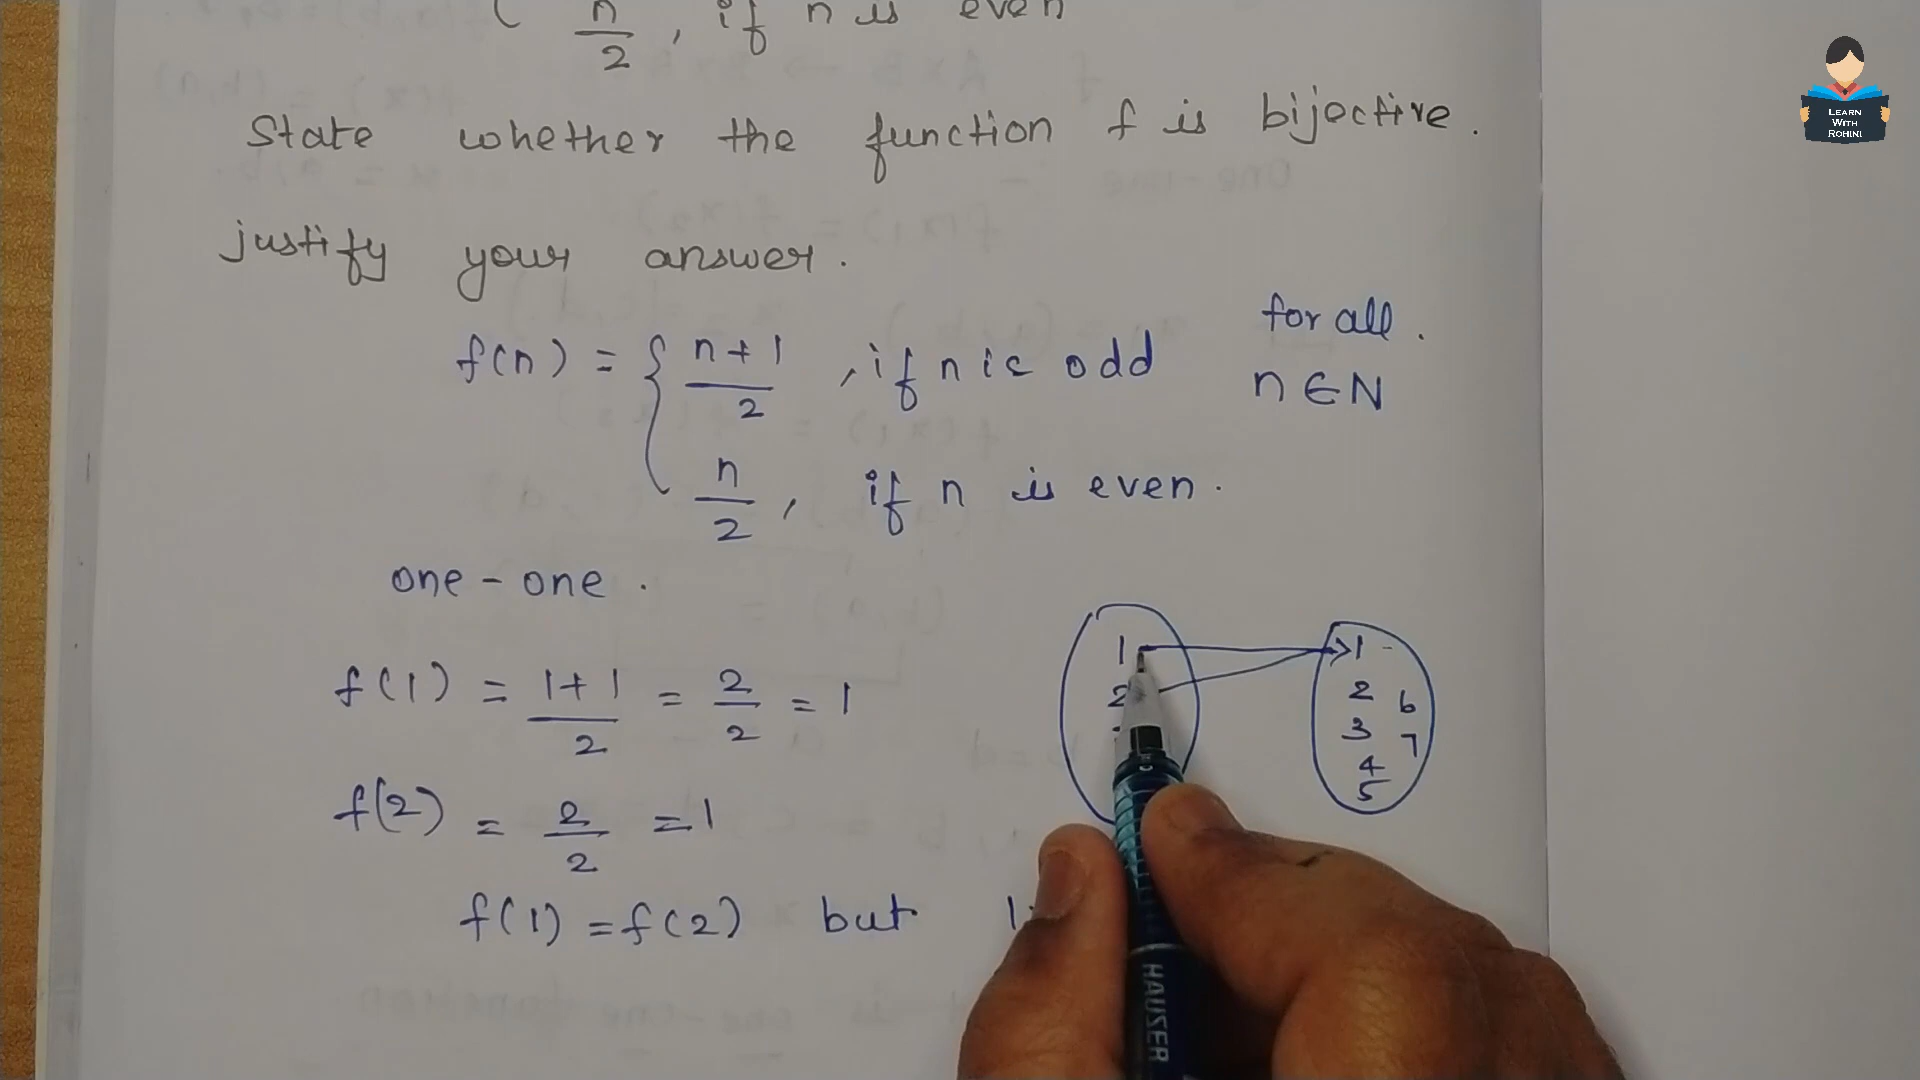 n/2 , if n is even
State whether the function f is bijective.
justify your answer.
for all.
f(n) = { n+1/2 , if n is odd n ∈ N
n/2 , if n is even.
one - one.
f(1) = 1+1/2 = 2/2 = 1
f(2) = 2/2 = 1
f(1) = f(2) but 1
1
2
1
2
3
4
5
6
7
HAUSER
LEARN
WITH
ROHINI